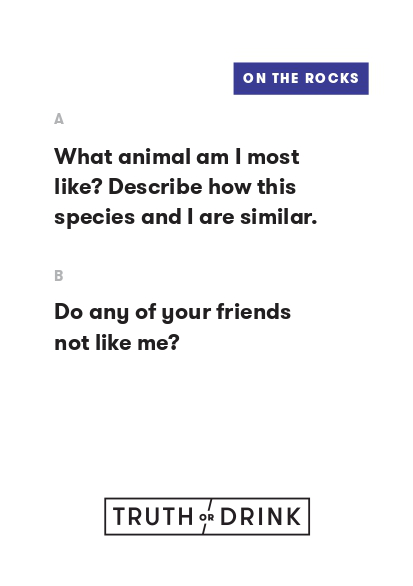 ON THE ROCKS
A
What animal am I most
like? Describe how this
species and I are similar.
B
Do any of your friends
not like me?
TRUTH OR DRINK